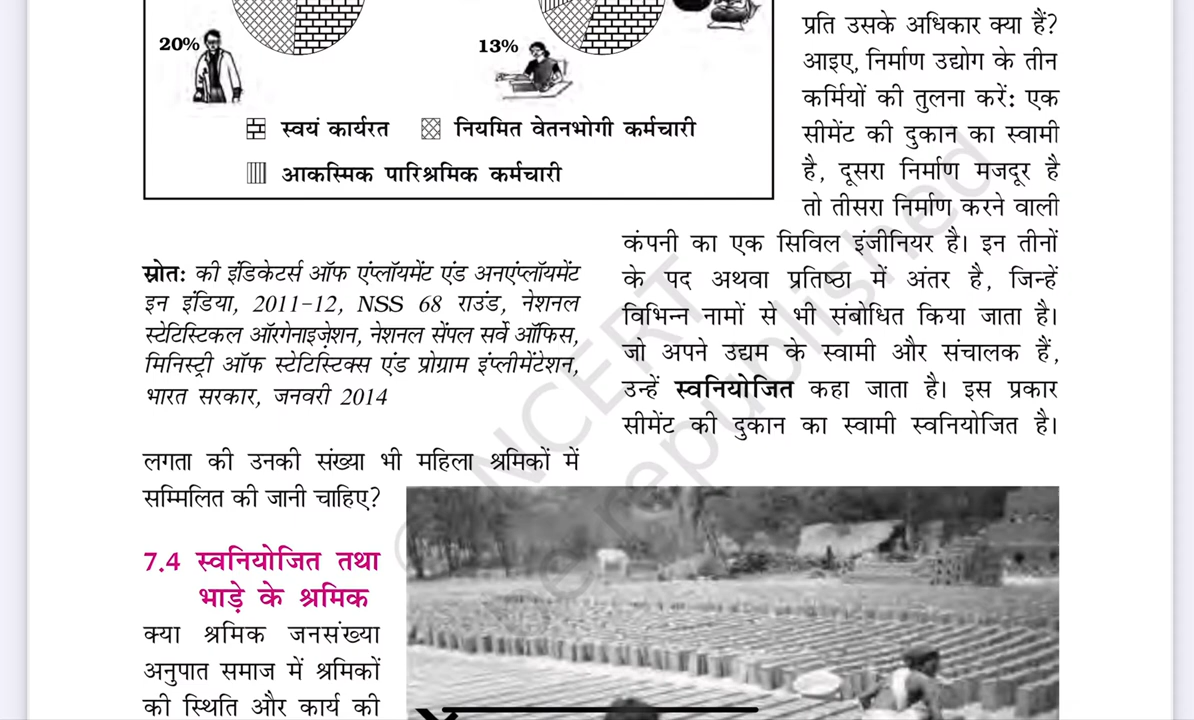 20%
13%
स्वयं कार्यरत
नियमित वेतनभोगी कर्मचारी
आकस्मिक पारिश्रमिक कर्मचारी
स्रोत: की इंडिकेटर्स ऑफ एंप्लॉयमेंट एंड अनएंप्लॉयमेंट
इन इंडिया, 2011-12, NSS 68 राउंड, नेशनल
स्टेटिस्टिकल ऑरगेनाइज़ेशन, नेशनल सेंपल सर्वे ऑफिस,
मिनिस्ट्री ऑफ स्टेटिस्टिक्स एंड प्रोग्राम इंप्लीमेंटेशन,
भारत सरकार, जनवरी 2014
लगता की उनकी संख्या भी महिला श्रमिकों में
सम्मिलित की जानी चाहिए?
7.4 स्वनियोजित तथा
भाड़े के श्रमिक
क्या श्रमिक जनसंख्या
अनुपात समाज में श्रमिकों
की स्थिति और कार्य की
प्रति उसके अधिकार क्या हैं?
आइए, निर्माण उद्योग के तीन
कर्मियों की तुलना करें: एक
सीमेंट की दुकान का स्वामी
है, दूसरा निर्माण मजदूर है
तो तीसरा निर्माण करने वाली
कंपनी का एक सिविल इंजीनियर है। इन तीनों
के पद अथवा प्रतिष्ठा में अंतर है, जिन्हें
विभिन्न नामों से भी संबोधित किया जाता है।
जो अपने उद्यम के स्वामी और संचालक हैं,
उन्हें स्वनियोजित कहा जाता है। इस प्रकार
सीमेंट की दुकान का स्वामी स्वनियोजित है।
© NCERT
e republished